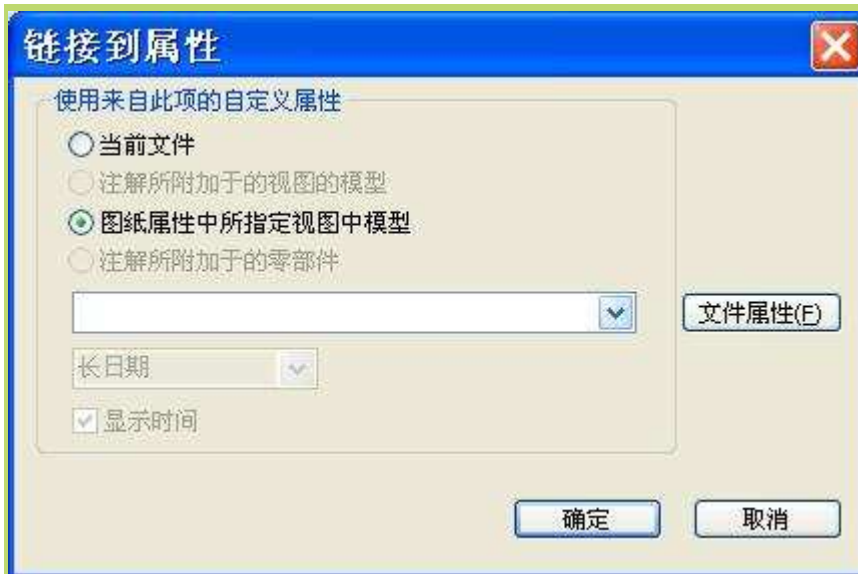 链接到属性
使用来自此项的自定义属性
当前文件
注解所附加于的视图的模型
图纸属性中所指定视图中模型
注解所附加于的零部件
文件属性(F)
长日期
显示时间
确定 取消